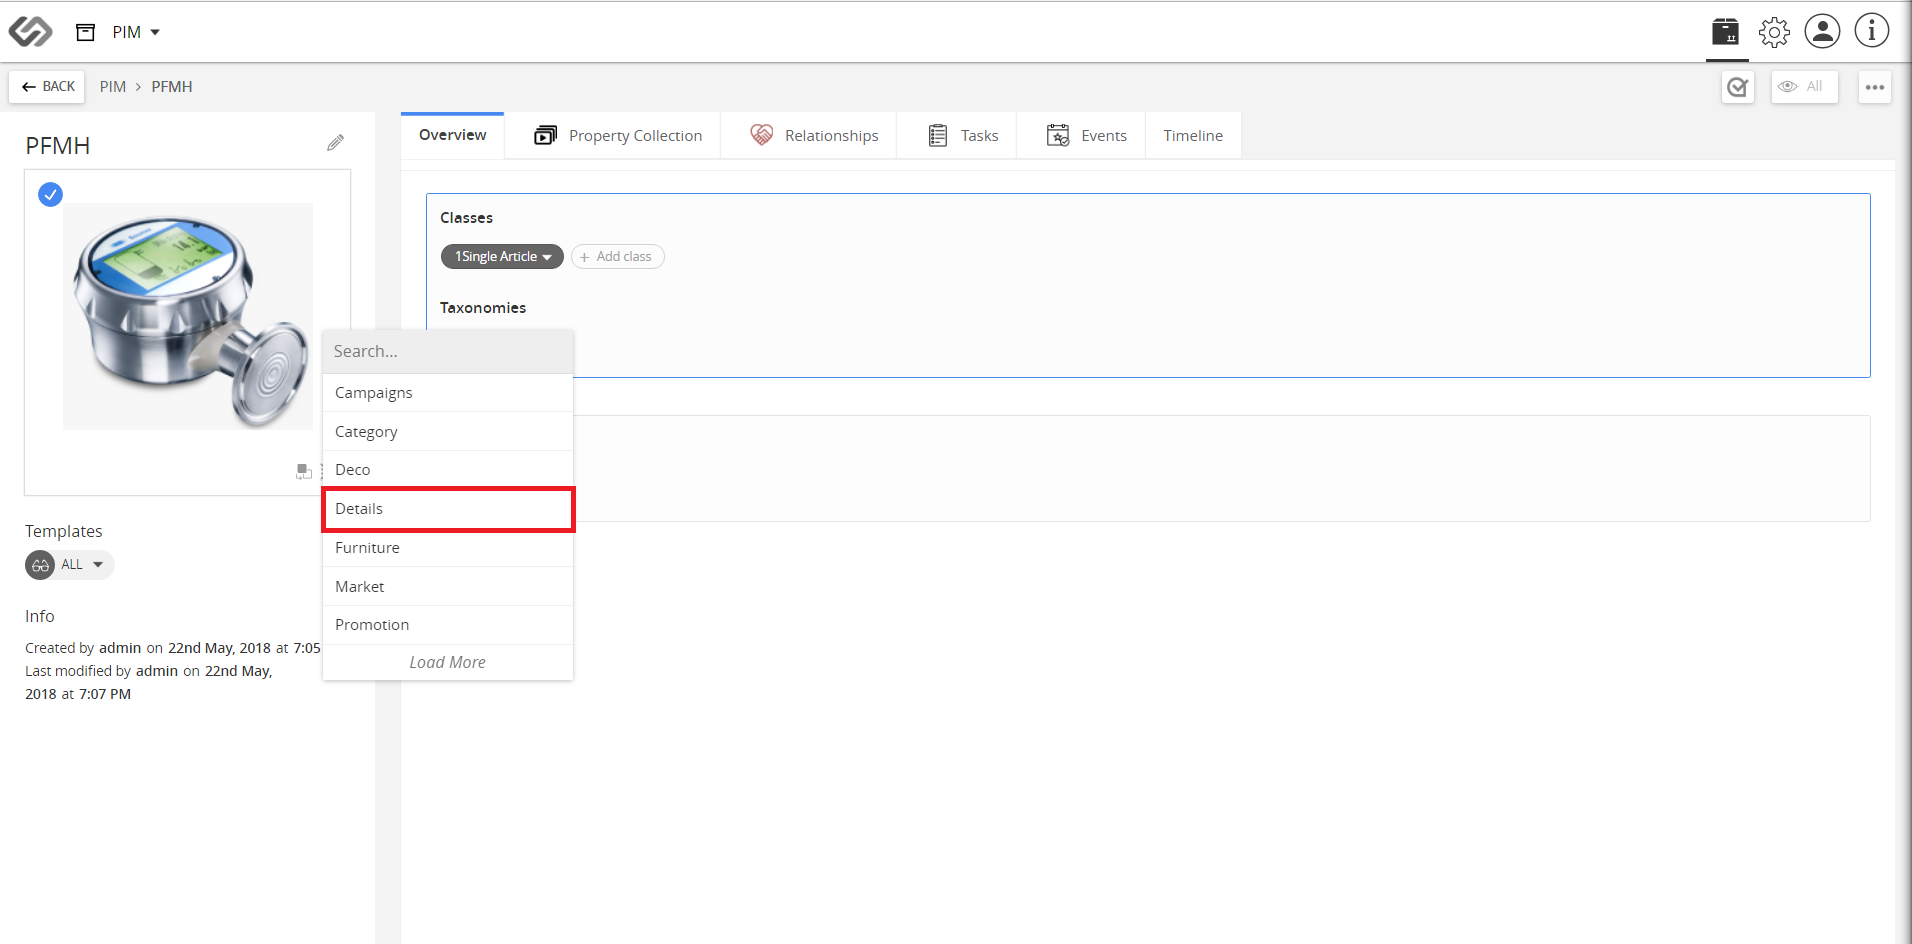 PIM
BACK
PIM > PFMH
All
PFMH
Overview
Property Collection
Relationships
Tasks
Events
Timeline
Classes
1Single Article
+ Add class
Taxonomies
Search...
Campaigns
Category
Deco
Details
Furniture
Market
Promotion
Load More
Templates
ALL
Info
Created by admin on 22nd May, 2018 at 7:05
Last modified by admin on 22nd May,
2018 at 7:07 PM